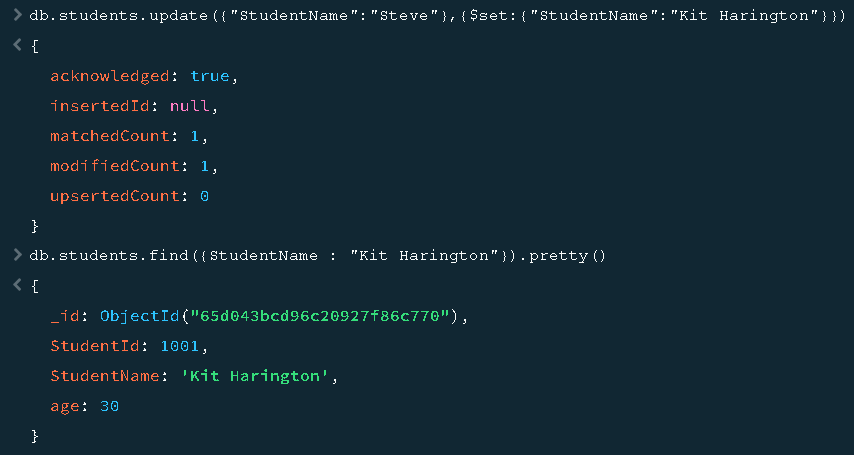 > db.students.update({"StudentName":"Steve"},{$set:{"StudentName":"Kit Harington"}})
< {
acknowledged: true,
insertedId: null,
matchedCount: 1,
modifiedCount: 1,
upsertedCount: 0
}
> db.students.find({StudentName : "Kit Harington"}).pretty()
< {
_id: ObjectId("65d043bcd96c20927f86c770"),
StudentId: 1001,
StudentName: 'Kit Harington',
age: 30
}